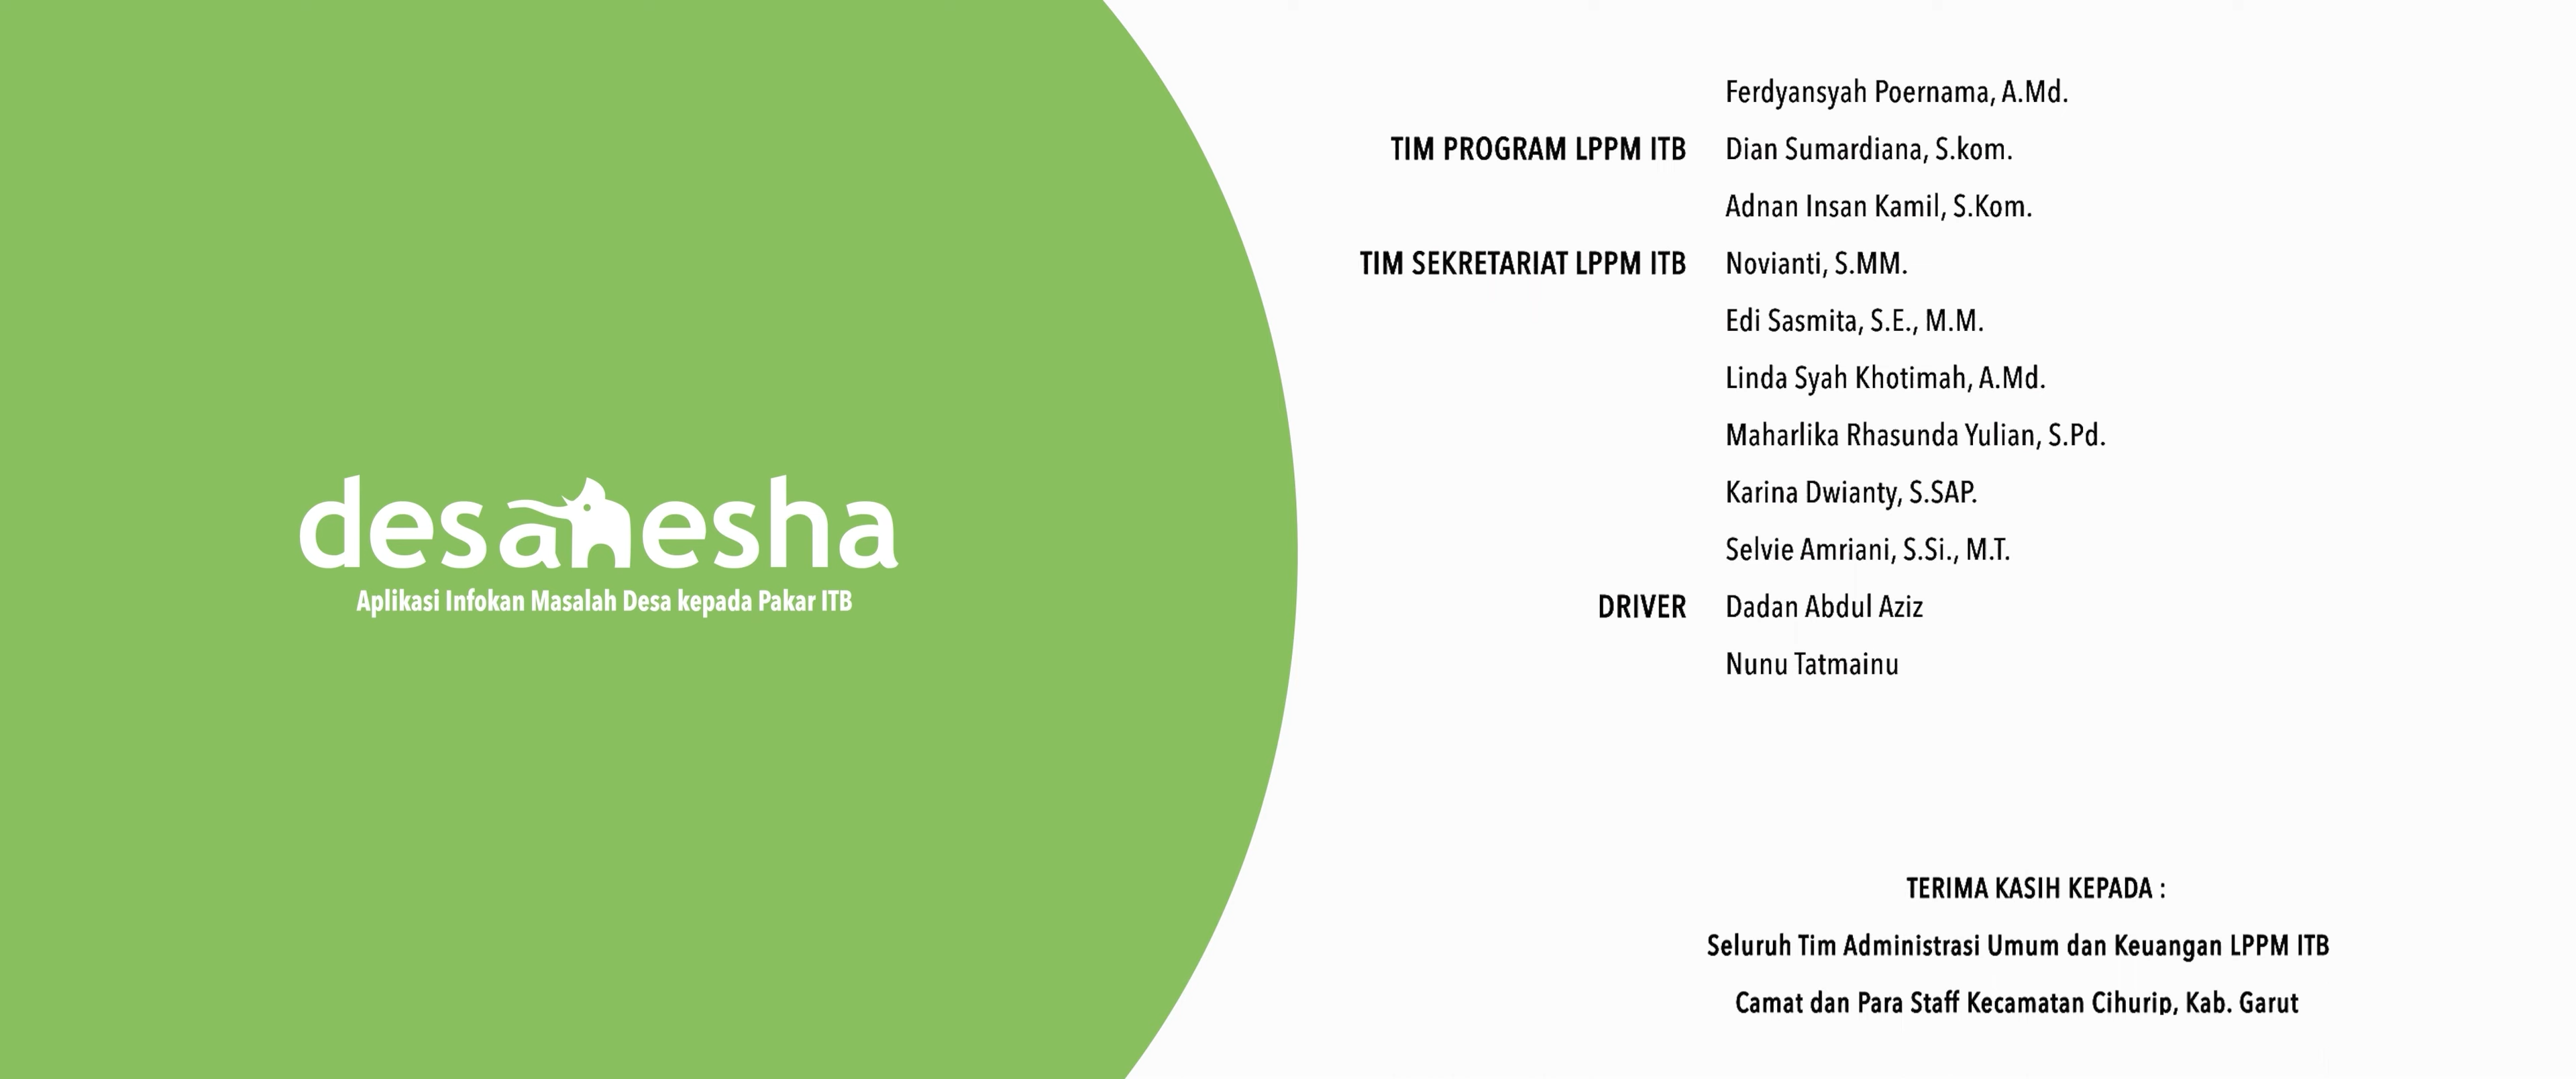 desanesha
Aplikasi Infokan Masalah Desa kepada Pakar ITB
Ferdyansyah Poernama, A.Md.
TIM PROGRAM LPPM ITB Dian Sumardiana, S.kom.
Adnan Insan Kamil, S.Kom.
TIM SEKRETARIAT LPPM ITB Novianti, S.MM.
Edi Sasmita, S.E., M.M.
Linda Syah Khotimah, A.Md.
Maharlika Rhasunda Yulian, S.Pd.
Karina Dwianty, S.SAP.
Selvie Amriani, S.Si., M.T.
DRIVER Dadan Abdul Aziz
Nunu Tatmainu
TERIMA KASIH KEPADA :
Seluruh Tim Administrasi Umum dan Keuangan LPPM ITB
Camat dan Para Staff Kecamatan Cihurip, Kab. Garut